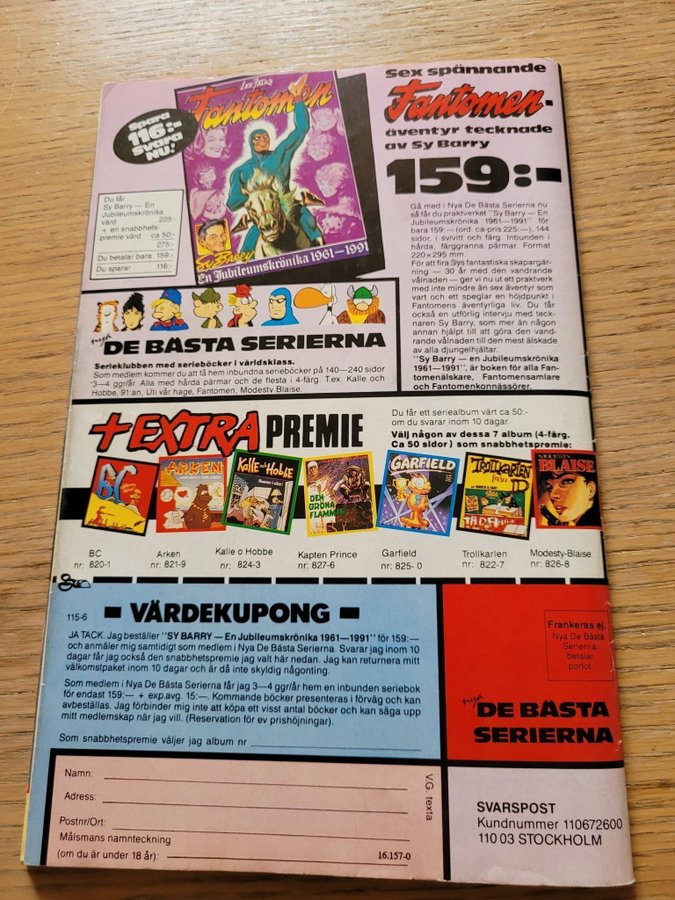 Spara
116:-
Svara
NU!
LEE FALK'S
Fantomen
Sy Barry
En Jubileumskrönika 1961—1991
Du får
Sy Barry — En
Jubileumskrönika
värd 225:-
+ en snabbhets-
premie värd ca 50:-
275:-
Du betalar bara 159:-
Du sparar 116:-
Sex spännande
Fantomen-
äventyr tecknade
av Sy Barry
159:-
Gå med i Nya De Bästa Serierna nu
så får du praktverket "Sy Barry — En
Jubileumskrönika 1961—1991" för
bara 159:— (ord. ca-pris 225:—), 144
sidor, i sv/vitt och färg. Inbunden i
hårda, färggranna pärmar. Format
220x295 mm.
För att fira Sys fantastiska skapargär-
ning — 30 år med den vandrande
vålnaden — ger vi nu ut ett praktverk
med inte mindre än sex äventyr som
vart och ett speglar en höjdpunkt i
Fantomens äventyrliga liv. Du får
också en utförlig intervju med teck-
naren Sy Barry, som mer än någon
annan hjälpt till att göra den vand-
rande vålnaden till den mest älskade
av alla djungelhjältar.
"Sy Barry — en Jubileumskrönika
1961—1991", är boken för alla Fan-
tomenälskare, Fantomensamlare
och Fantomenkonnässörer.
nya
DE BÄSTA SERIERNA
Serieklubben med serieböcker i världsklass.
Som medlem kommer du att få hem inbundna serieböcker på 140—240 sidor
3—4 ggr/år. Alla med hårda pärmar och de flesta i 4-färg. T.ex. Kalle och
Hobbe, 91:an, Uti vår hage, Fantomen, Modesty Blaise.
+EXTRA PREMIE
Du får ett seriealbum värt ca 50:-
om du svarar inom 10 dagar.
Välj någon av dessa 7 album (4-färg.
Ca 50 sidor) som snabbhetspremie:
BC
ARKEN
Kalle och Hobbe
DEN
GRÖNA
FLAMMAN
GARFIELD
Trollkarlen
MODESTY
BLAISE
BC
nr: 820-1
Arken
nr: 821-9
Kalle o Hobbe
nr: 824-3
Kapten Prince
nr: 827-6
Garfield
nr: 825-0
Trollkarlen
nr: 822-7
Modesty-Blaise
nr: 826-8
115-6
VÄRDEKUPONG
JA TACK. Jag beställer "SY BARRY — En Jubileumskrönika 1961—1991" för 159:—
och anmäler mig samtidigt som medlem i Nya De Bästa Serierna. Svarar jag inom 10
dagar får jag också den snabbhetspremie jag valt här nedan. Jag kan returnera mitt
välkomstpaket inom 10 dagar och är då inte skyldig någonting.
Som medlem i Nya De Bästa Serierna får jag 3—4 ggr/år hem en inbunden seriebok
för endast 159:— + exp.avg. 15:—. Kommande böcker presenteras i förväg och kan
avbeställas. Jag förbinder mig inte att köpa ett visst antal böcker och kan säga upp
mitt medlemskap när jag vill. (Reservation för ev prishöjningar).
Som snabbhetspremie väljer jag album nr
Frankeras ej.
Nya De Bästa
Serierna
betalar
portot.
nya
DE BÄSTA
SERIERNA
Namn:
Adress:
Postnr/Ort:
Målsmans namnteckning
(om du är under 18 år):
16.157-0
V.G. texta
SVARSPOST
Kundnummer 110672600
110 03 STOCKHOLM